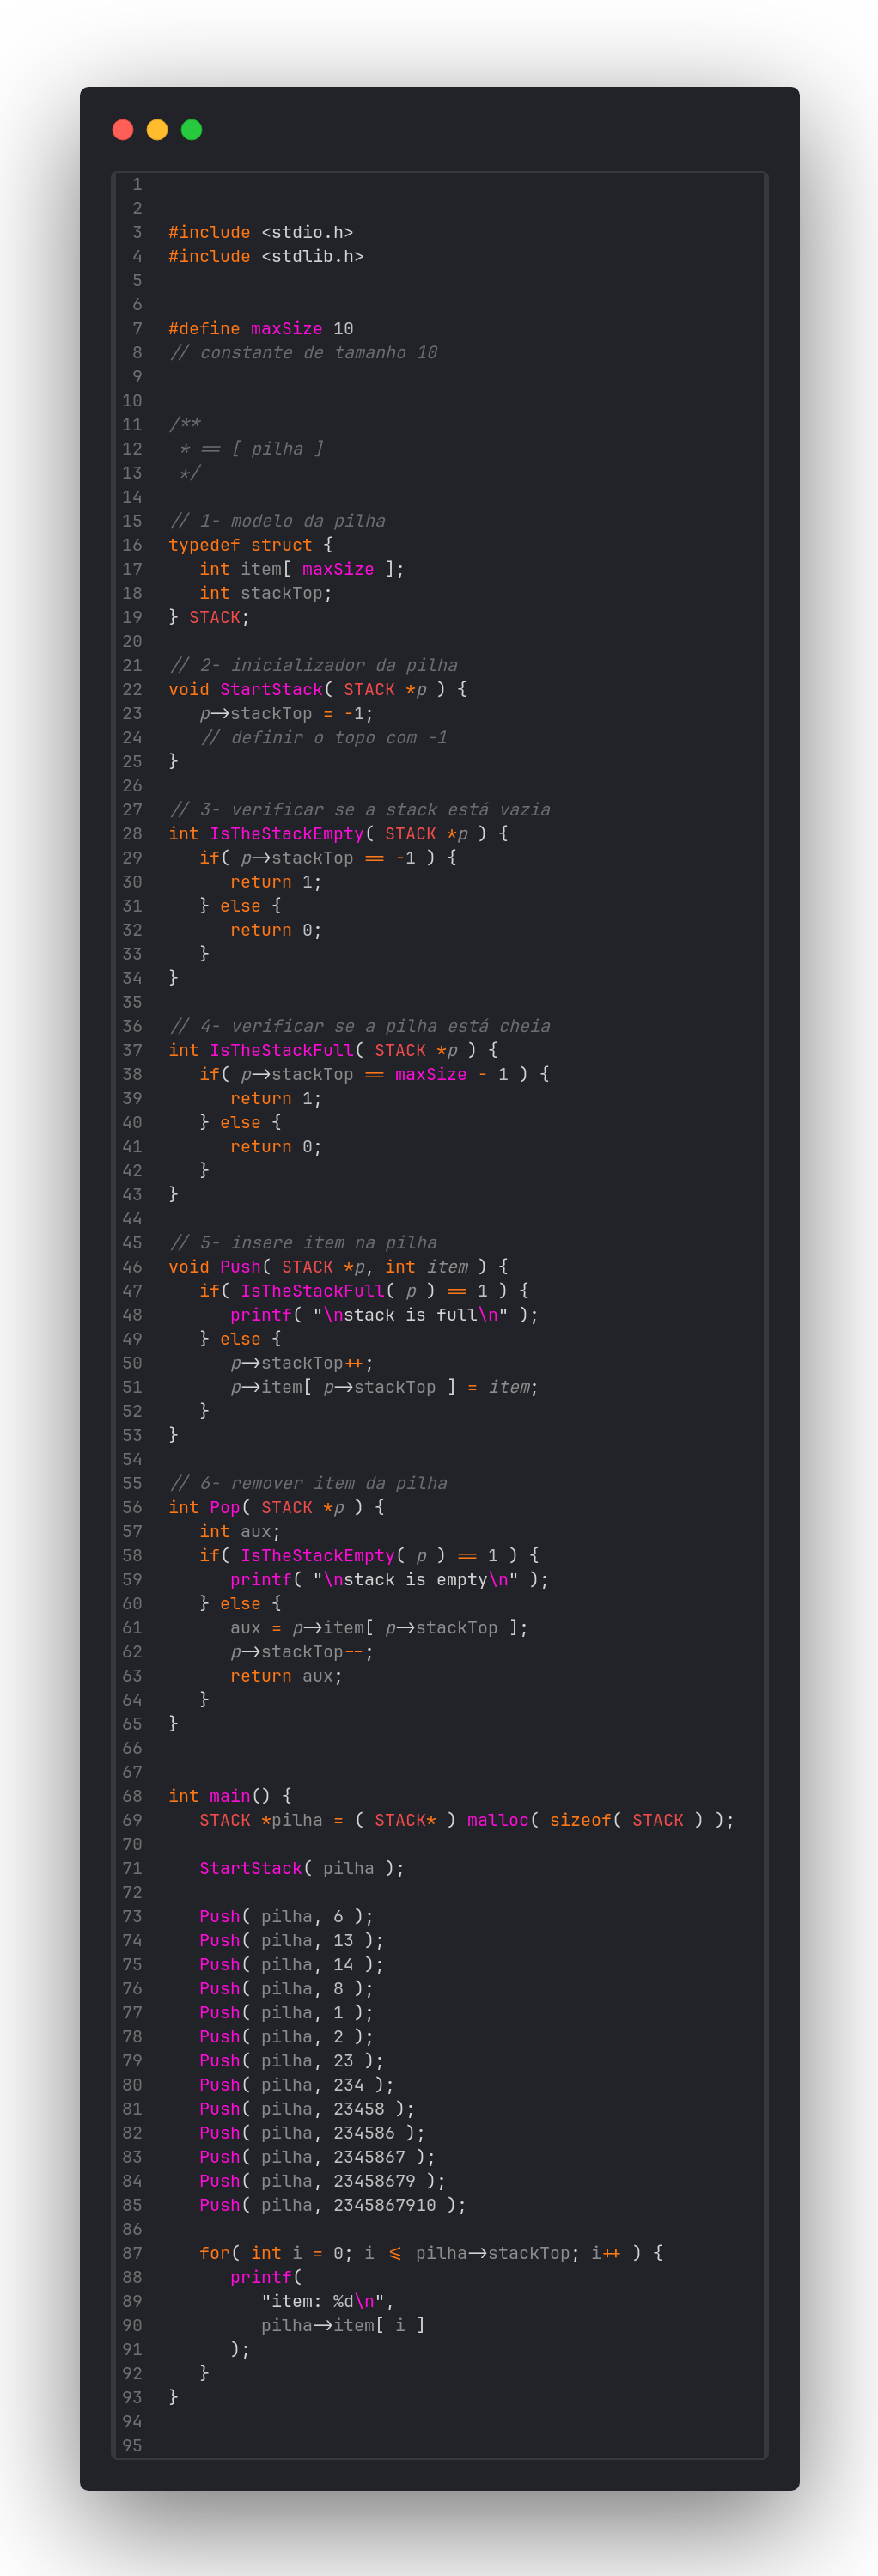 1
2
3 #include <stdio.h>
4 #include <stdlib.h>
5
6
7 #define maxSize 10
8 // constante de tamanho 10
9
10
11 /**
12  * == [ pilha ]
13  */
14
15 // 1- modelo da pilha
16 typedef struct {
17    int item[ maxSize ];
18    int stackTop;
19 } STACK;
20
21 // 2- inicializador da pilha
22 void StartStack( STACK *p ) {
23    p->stackTop = -1;
24    // definir o topo com -1
25 }
26
27 // 3- verificar se a stack está vazia
28 int IsTheStackEmpty( STACK *p ) {
29    if( p->stackTop == -1 ) {
30       return 1;
31    } else {
32       return 0;
33    }
34 }
35
36 // 4- verificar se a pilha está cheia
37 int IsTheStackFull( STACK *p ) {
38    if( p->stackTop == maxSize - 1 ) {
39       return 1;
40    } else {
41       return 0;
42    }
43 }
44
45 // 5- insere item na pilha
46 void Push( STACK *p, int item ) {
47    if( IsTheStackFull( p ) == 1 ) {
48       printf( "\nstack is full\n" );
49    } else {
50       p->stackTop++;
51       p->item[ p->stackTop ] = item;
52    }
53 }
54
55 // 6- remover item da pilha
56 int Pop( STACK *p ) {
57    int aux;
58    if( IsTheStackEmpty( p ) == 1 ) {
59       printf( "\nstack is empty\n" );
60    } else {
61       aux = p->item[ p->stackTop ];
62       p->stackTop--;
63       return aux;
64    }
65 }
66
67
68 int main() {
69    STACK *pilha = ( STACK* ) malloc( sizeof( STACK ) );
70
71    StartStack( pilha );
72
73    Push( pilha, 6 );
74    Push( pilha, 13 );
75    Push( pilha, 14 );
76    Push( pilha, 8 );
77    Push( pilha, 1 );
78    Push( pilha, 2 );
79    Push( pilha, 23 );
80    Push( pilha, 234 );
81    Push( pilha, 23458 );
82    Push( pilha, 234586 );
83    Push( pilha, 2345867 );
84    Push( pilha, 23458679 );
85    Push( pilha, 2345867910 );
86
87    for( int i = 0; i <= pilha->stackTop; i++ ) {
88       printf(
89          "item: %d\n",
90          pilha->item[ i ]
91       );
92    }
93 }
94
95